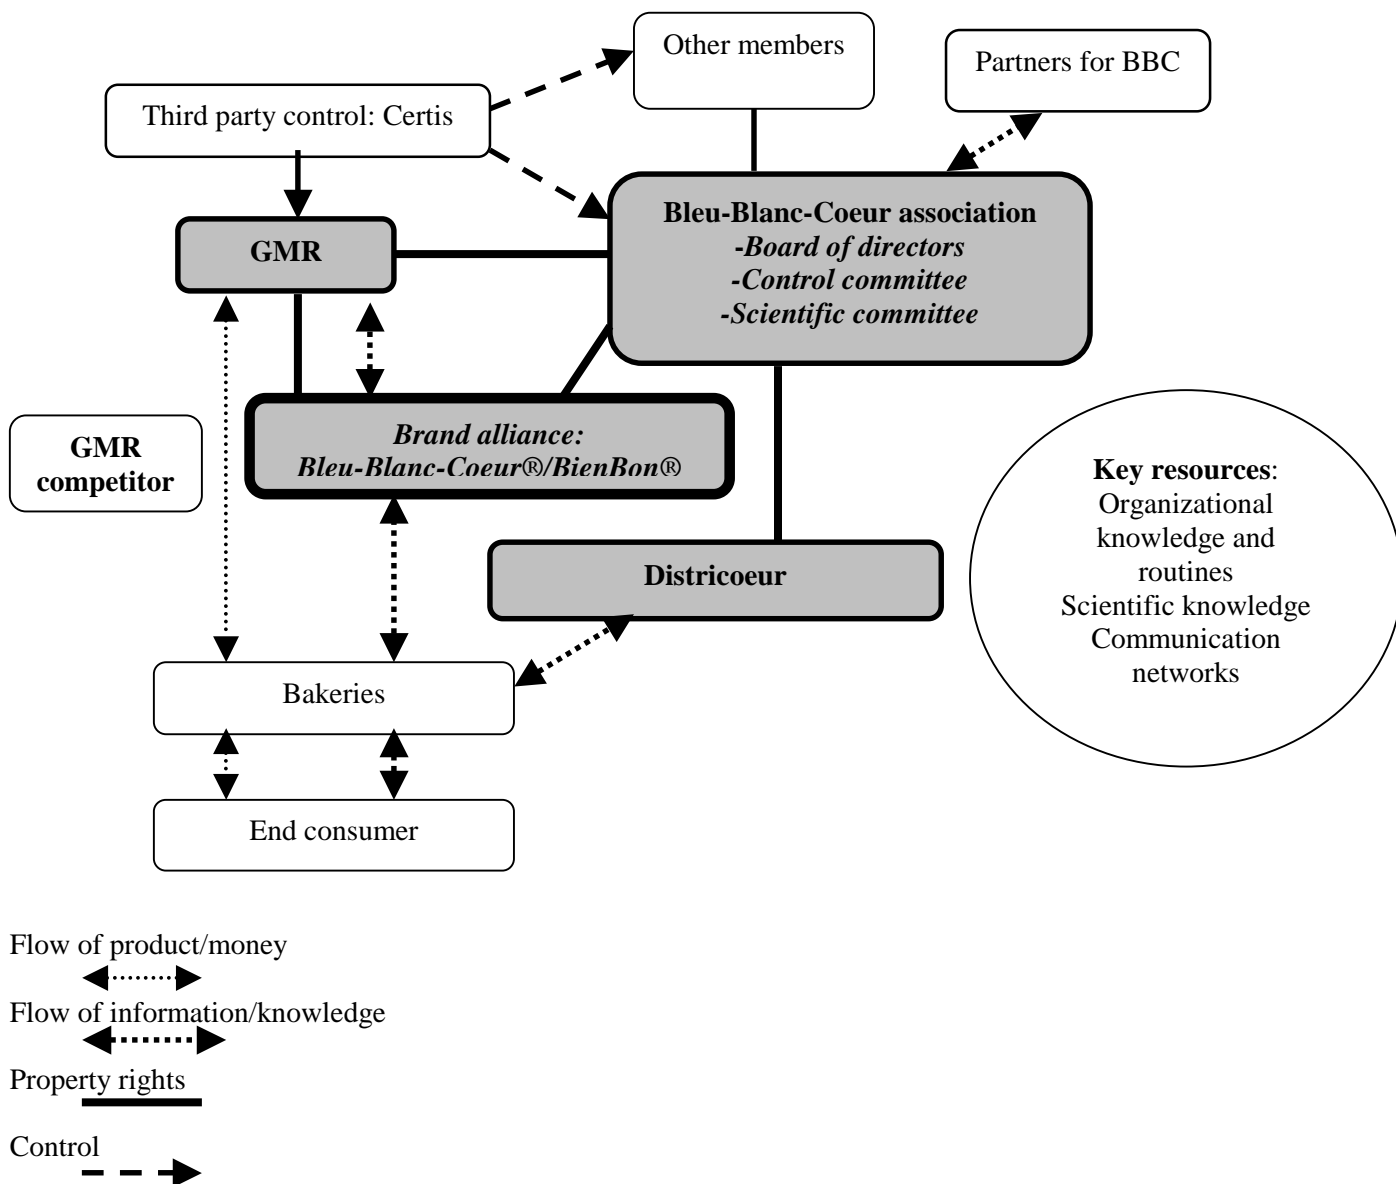 Other members
Partners for BBC
Third party control: Certis
Bleu-Blanc-Coeur association
-Board of directors
-Control committee
-Scientific committee
GMR
Brand alliance:
Bleu-Blanc-Coeur®/BienBon®
GMR
competitor
Key resources:
Organizational
knowledge and
routines
Scientific knowledge
Communication
networks
Districoeur
Bakeries
End consumer
Flow of product/money
Flow of information/knowledge
Property rights
Control